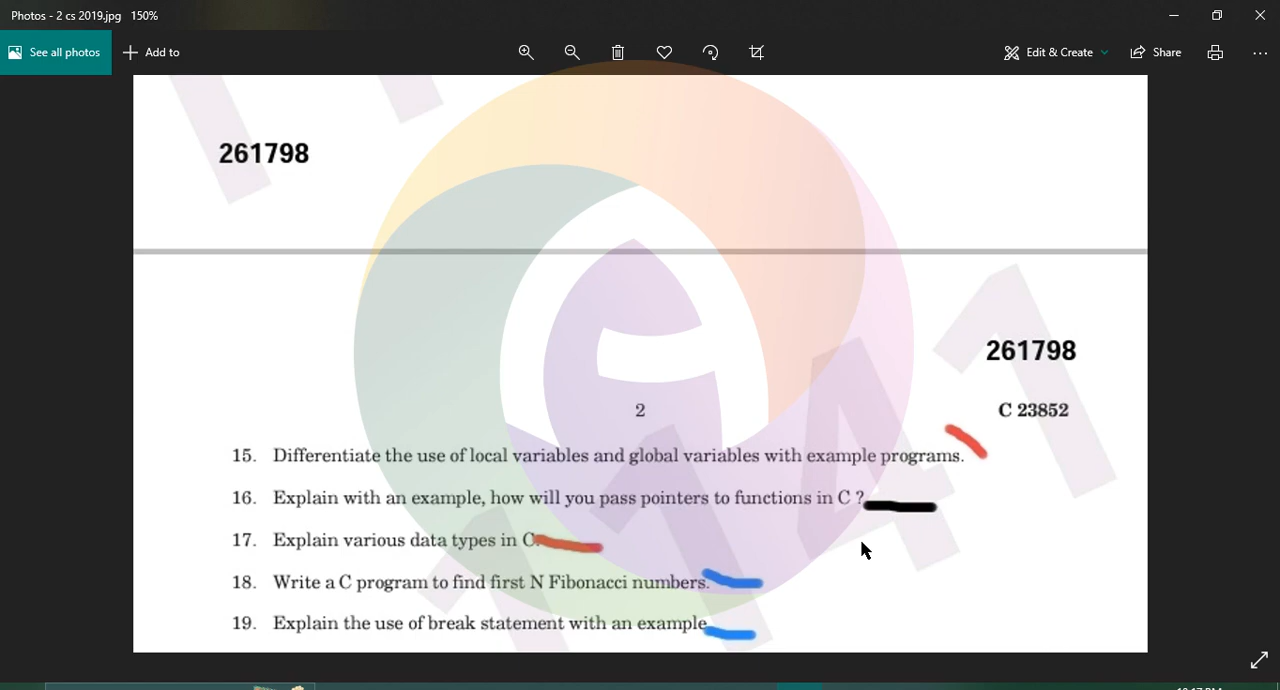 Photos - 2 cs 2019.jpg 150%
See all photos
Add to
Edit & Create
Share
261798
261798
2
C 23852
15. Differentiate the use of local variables and global variables with example programs.
16. Explain with an example, how will you pass pointers to functions in C ?
17. Explain various data types in C.
18. Write a C program to find first N Fibonacci numbers.
19. Explain the use of break statement with an example